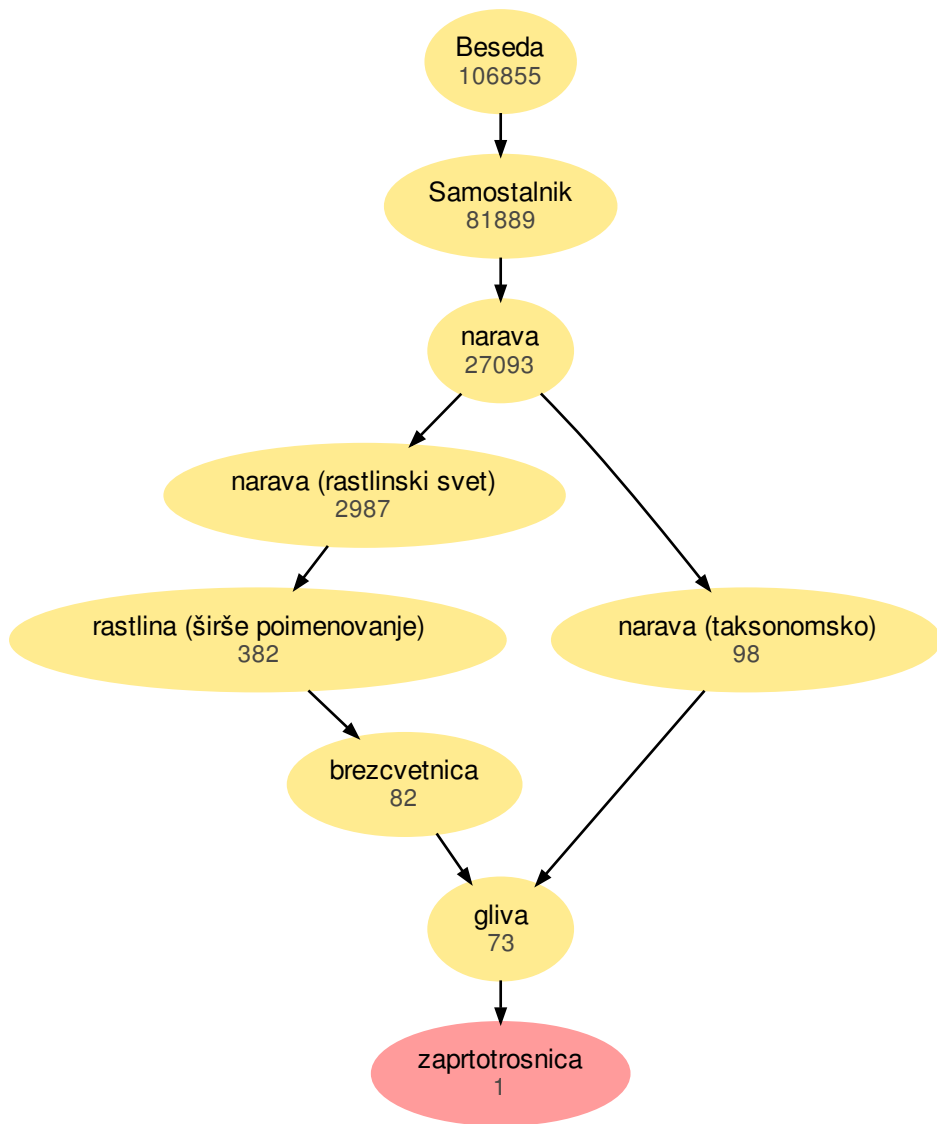 Beseda
106855
Samostalnik
81889
narava
27093
narava (rastlinski svet)
2987
rastlina (širše poimenovanje)
382
narava (taksonomsko)
98
brezcvetnica
82
gliva
73
zaprtotrosnica
1